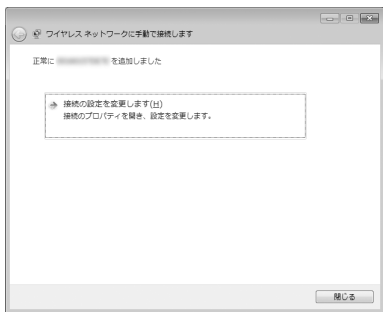 ワイヤレス ネットワークに手動で接続します
正常に を追加しました
接続の設定を変更します(H)
接続のプロパティを開き、設定を変更します。
閉じる